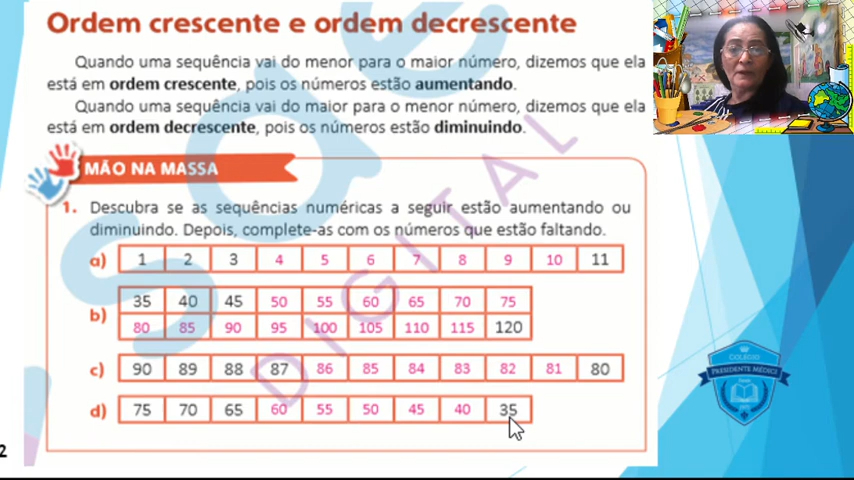 Ordem crescente e ordem decrescente
Quando uma sequência vai do menor para o maior número, dizemos que ela
está em ordem crescente, pois os números estão aumentando.
Quando uma sequência vai do maior para o menor número, dizemos que ela
está em ordem decrescente, pois os números estão diminuindo.
MÃO NA MASSA
1. Descubra se as sequências numéricas a seguir estão aumentando ou
diminuindo. Depois, complete-as com os números que estão faltando.
a) 1 2 3 4 5 6 7 8 9 10 11
b) 35 40 45 50 55 60 65 70 75
80 85 90 95 100 105 110 115 120
c) 90 89 88 87 86 85 84 83 82 81 80
d) 75 70 65 60 55 50 45 40 35
DIGITAL
COLÉGIO
PRESIDENTE MÉDICI
2